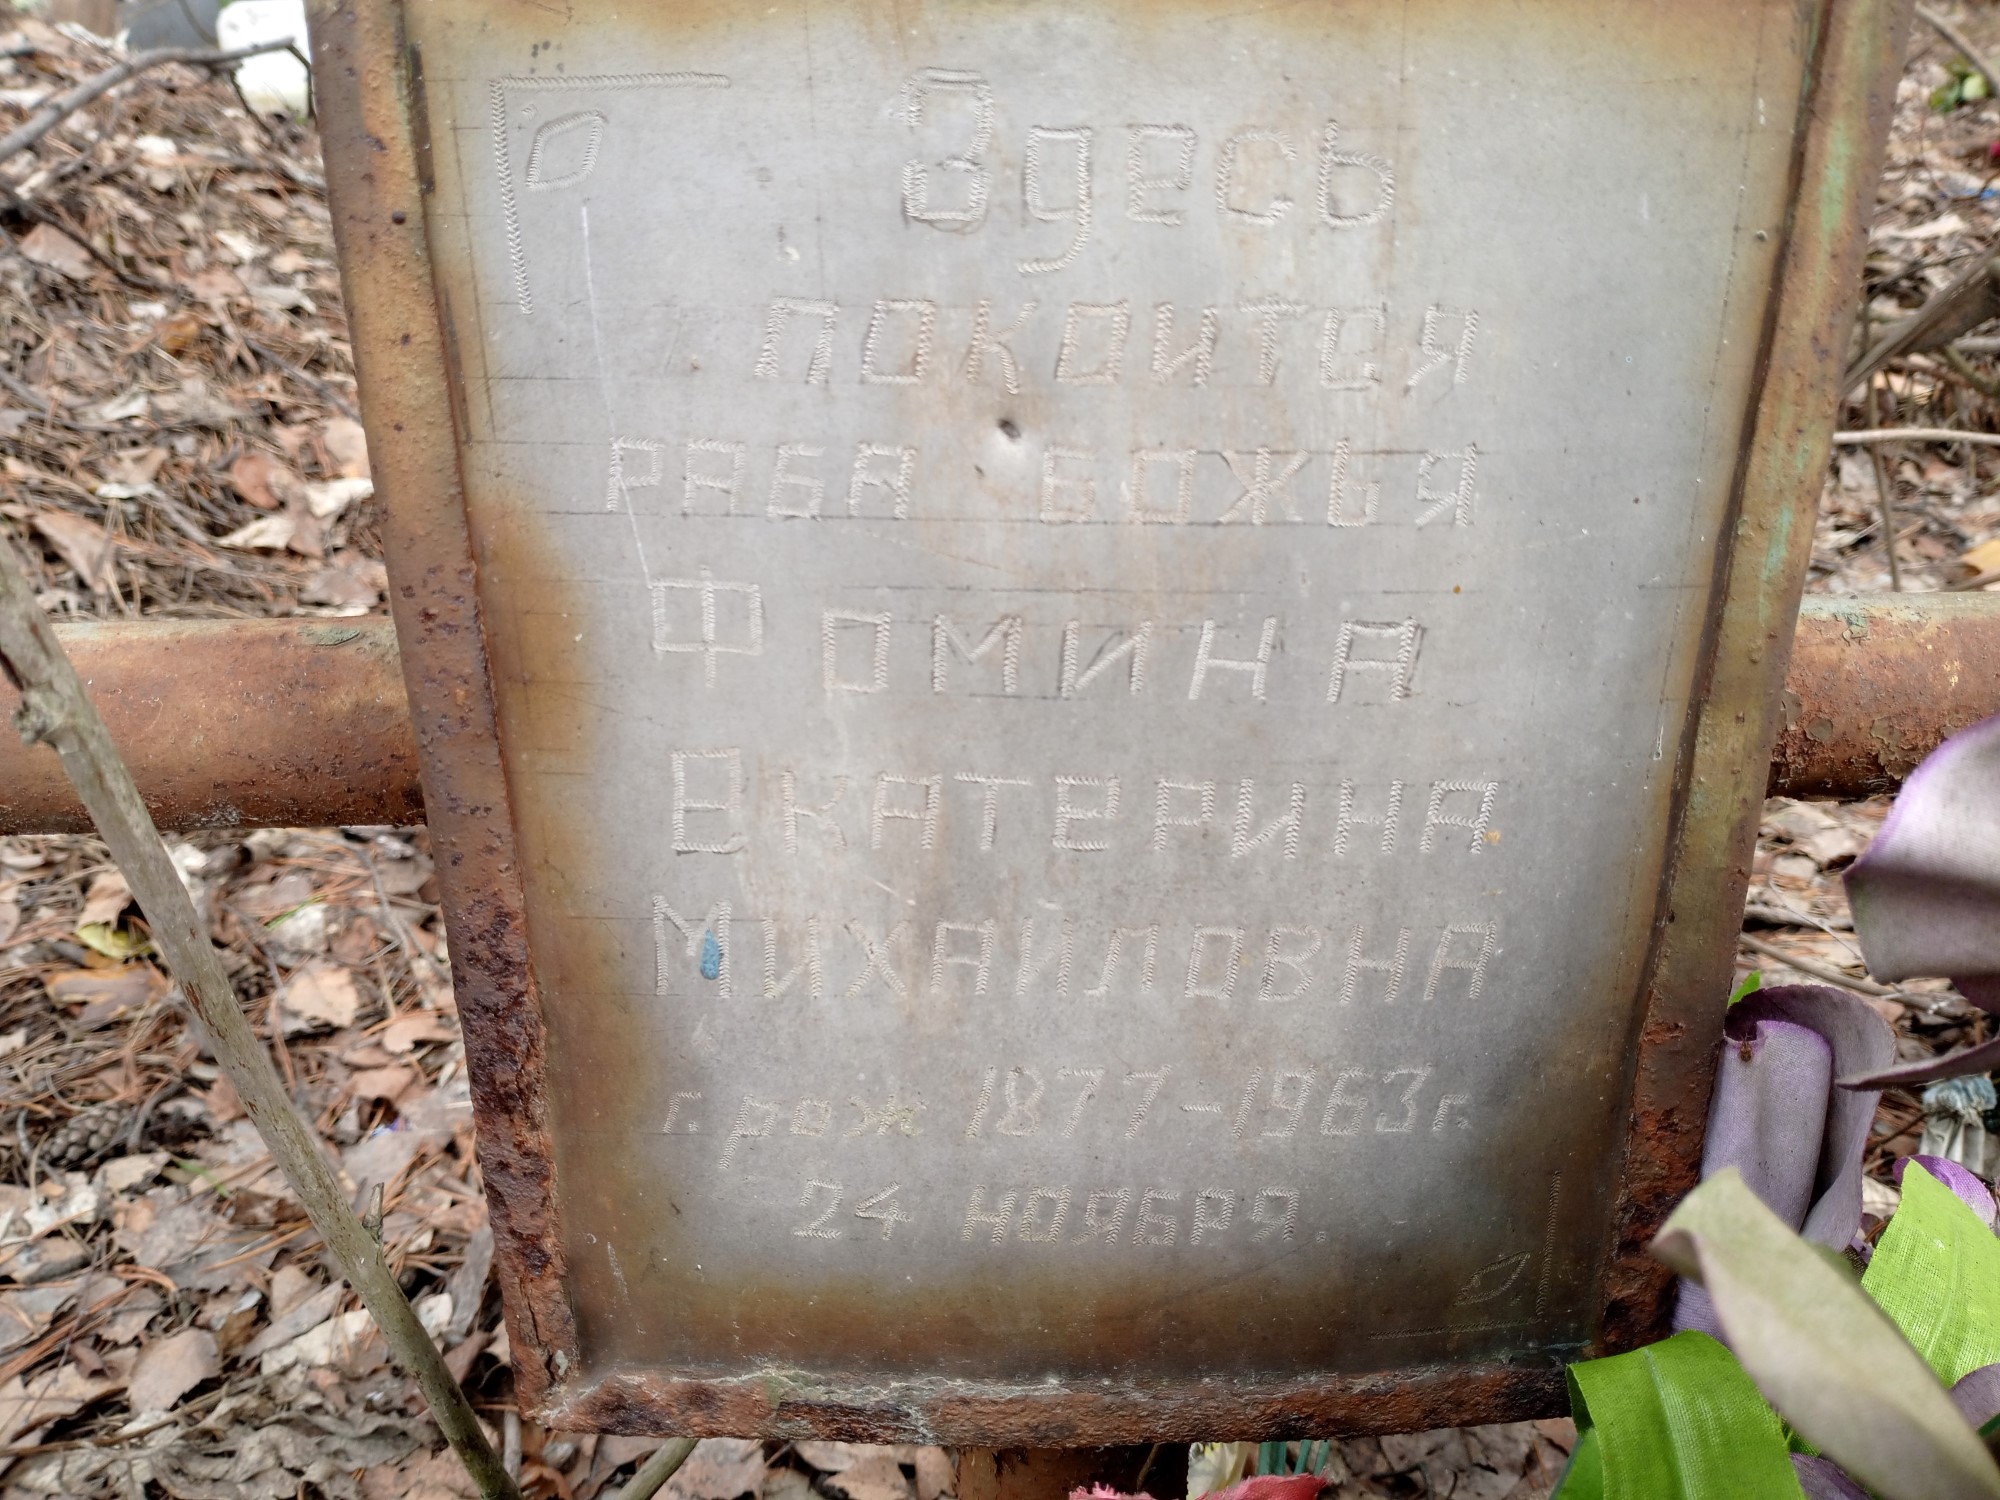 Здесь
покоится
раба божья
Фомина
Екатерина
Михайловна
г. рож 1877-1963 г.
24 ноября.